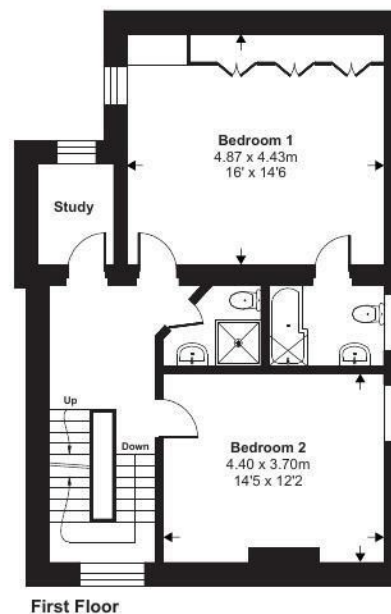 Bedroom 1
4.87 x 4.43m
16' x 14'6
Study
Up
Down
Bedroom 2
4.40 x 3.70m
14'5 x 12'2
First Floor